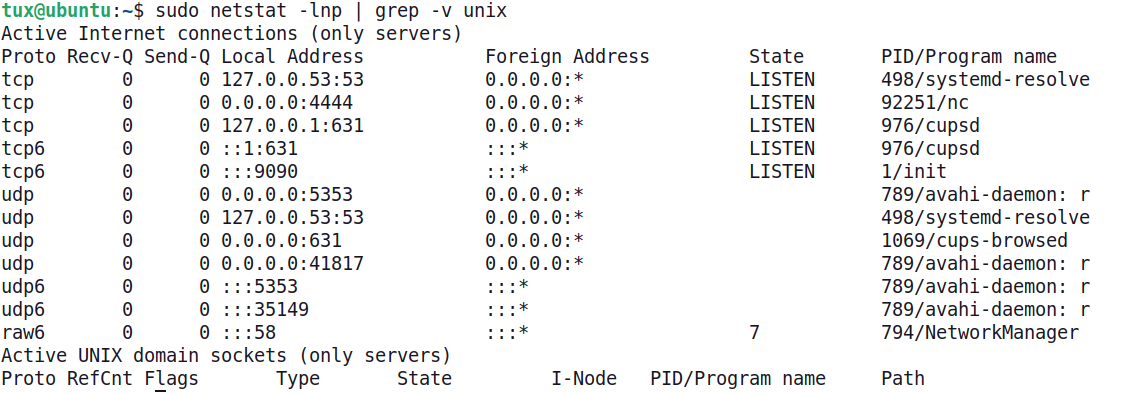 tux@ubuntu:~$ sudo netstat -lnp | grep -v unix
Active Internet connections (only servers)
Proto Recv-Q Send-Q Local Address           Foreign Address         State       PID/Program name
tcp        0      0 127.0.0.53:53           0.0.0.0:*               LISTEN      498/systemd-resolve
tcp        0      0 0.0.0.0:4444            0.0.0.0:*               LISTEN      92251/nc
tcp        0      0 127.0.0.1:631           0.0.0.0:*               LISTEN      976/cupsd
tcp6       0      0 ::1:631                 :::*                    LISTEN      976/cupsd
tcp6       0      0 :::9090                 :::*                    LISTEN      1/init
udp        0      0 0.0.0.0:5353            0.0.0.0:*                           789/avahi-daemon: r
udp        0      0 127.0.0.53:53           0.0.0.0:*                           498/systemd-resolve
udp        0      0 0.0.0.0:631             0.0.0.0:*                           1069/cups-browsed
udp        0      0 0.0.0.0:41817           0.0.0.0:*                           789/avahi-daemon: r
udp6       0      0 :::5353                 :::*                                789/avahi-daemon: r
udp6       0      0 :::35149                :::*                                789/avahi-daemon: r
raw6       0      0 :::58                   :::*                    7           794/NetworkManager
Active UNIX domain sockets (only servers)
Proto RefCnt Flags       Type       State         I-Node   PID/Program name     Path